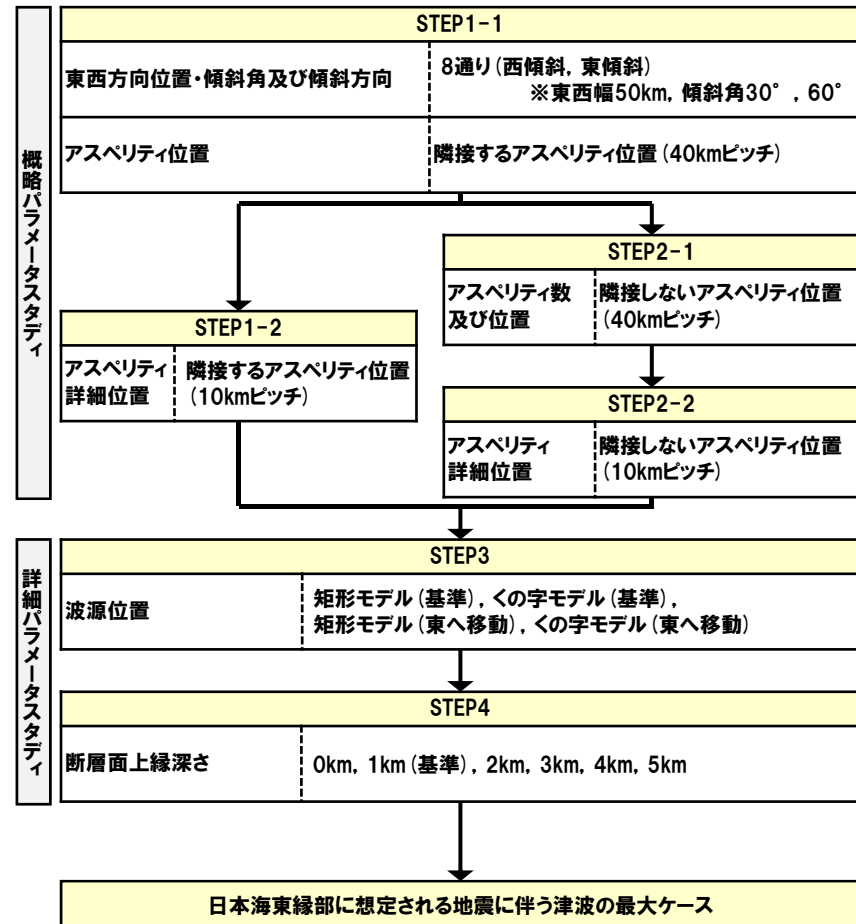 概略パラメータスタディ
STEP1-1
東西方向位置・傾斜角及び傾斜方向
8通り(西傾斜, 東傾斜)
※東西幅50km, 傾斜角30°, 60°
アスペリティ位置
隣接するアスペリティ位置(40kmピッチ)
STEP2-1
アスペリティ数
及び位置
隣接しないアスペリティ位置
(40kmピッチ)
STEP1-2
アスペリティ
詳細位置
隣接するアスペリティ位置
(10kmピッチ)
STEP2-2
アスペリティ
詳細位置
隣接しないアスペリティ位置
(10kmピッチ)
詳細パラメータスタディ
STEP3
波源位置
矩形モデル(基準), くの字モデル(基準),
矩形モデル(東へ移動), くの字モデル(東へ移動)
STEP4
断層面上縁深さ
0km, 1km(基準), 2km, 3km, 4km, 5km
日本海東縁部に想定される地震に伴う津波の最大ケース